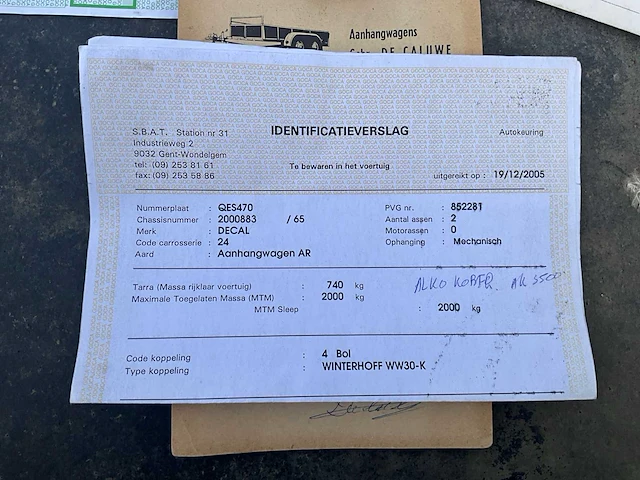 Aanhangwagens
DE CALUWE
IDENTIFICATIEVERSLAG
S.B.A.T. Station nr 31
Industrieweg 2
9032 Gent-Wondelgem
tel: (09) 253 81 61
fax: (09) 253 58 86
Autokeuring
Te bewaren in het voertuig
uitgereikt op : 19/12/2005
Nummerplaat : QES470
Chassisnummer : 2000883 / 65
Merk : DECAL
Code carrosserie : 24
Aard : Aanhangwagen AR
PVG nr. : 852281
Aantal assen : 2
Motorassen : 0
Ophanging : Mechanisch
Tarra (Massa rijklaar voertuig) : 740 kg
Maximale Toegelaten Massa (MTM) : 2000 kg
MTM Sleep : 2000 kg
ALKO
Code koppeling : 4 Bol
Type koppeling : WINTERHOFF WW30-K